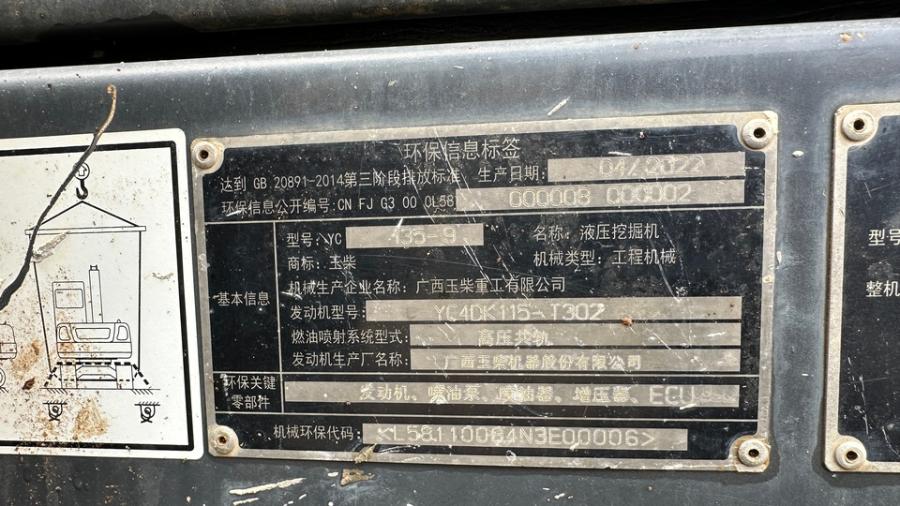 环保信息标签
达到 GB 20891-2014第三阶段排放标准 生产日期: 04/2022
环保信息公开编号:CN FJ G3 00 0L58 G00008 000002
基本信息
型号:YC 135-9 名称: 液压挖掘机
商标: 玉柴 机械类型: 工程机械
机械生产企业名称: 广西玉柴重工有限公司
发动机型号: YC4DK115-T302
燃油喷射系统型式: 高压共轨
发动机生产厂名称: 广西玉柴机器股份有限公司
环保关键零部件 发动机、喷油泵、喷油器、增压器、ECU
机械环保代码: <L58110064N3E00006>
型号
整机